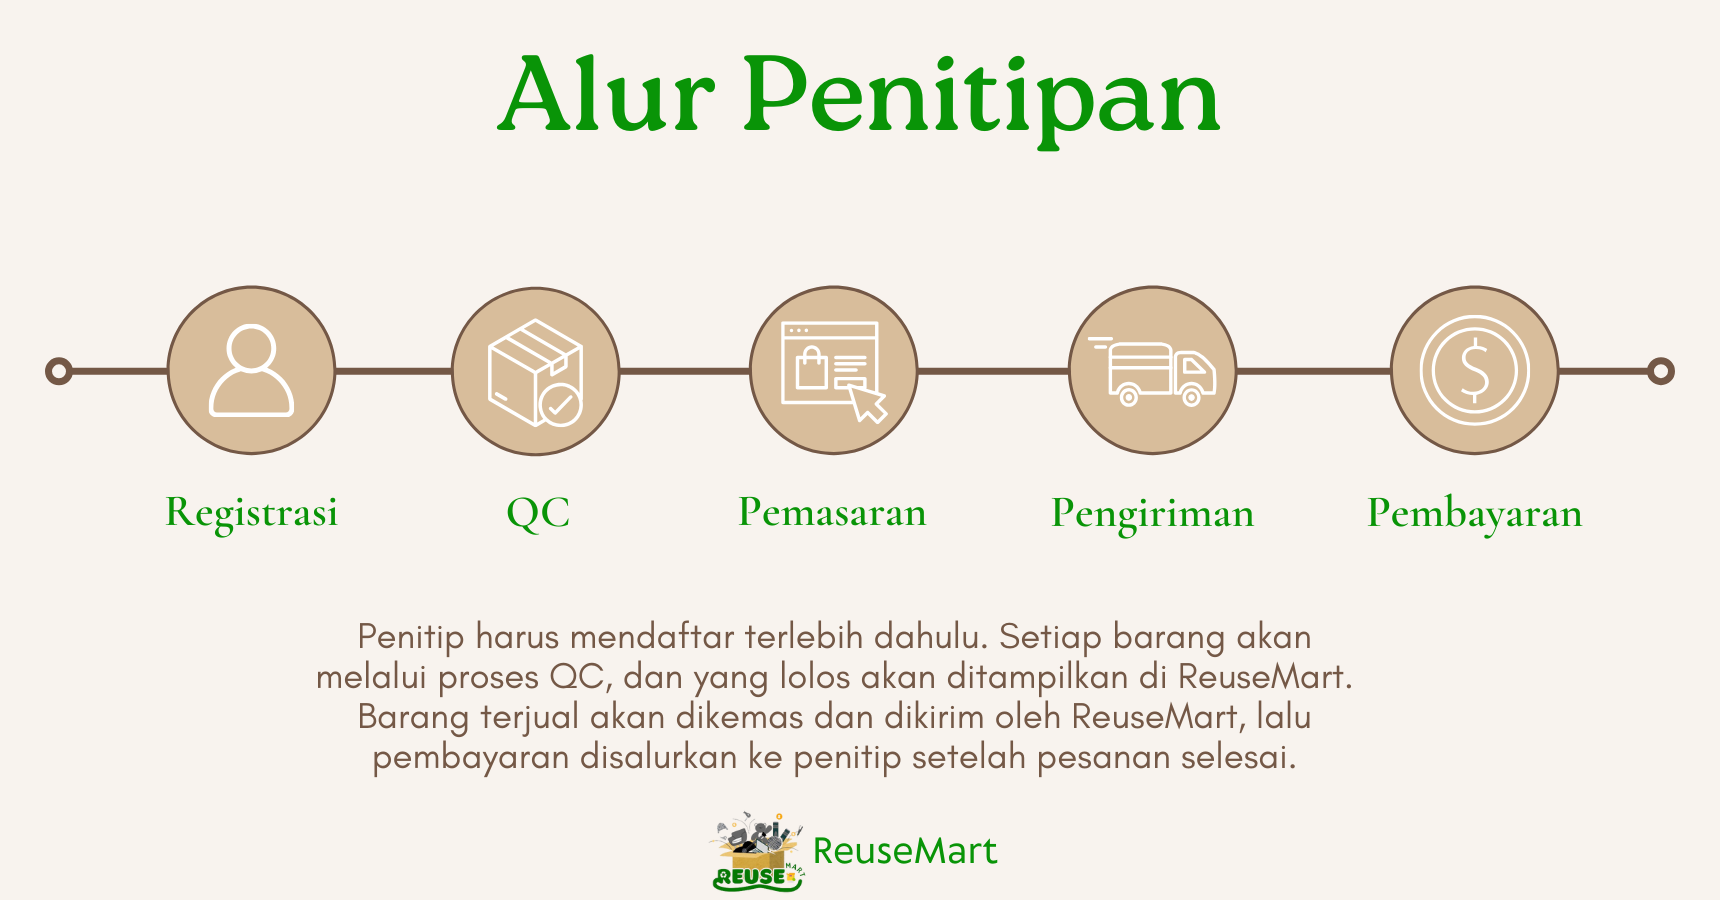 Alur Penitipan
Registrasi
QC
Pemasaran
Pengiriman
Pembayaran
Penitip harus mendaftar terlebih dahulu. Setiap barang akan
melalui proses QC, dan yang lolos akan ditampilkan di ReuseMart.
Barang terjual akan dikemas dan dikirim oleh ReuseMart, lalu
pembayaran disalurkan ke penitip setelah pesanan selesai.
REUSE MART
ReuseMart